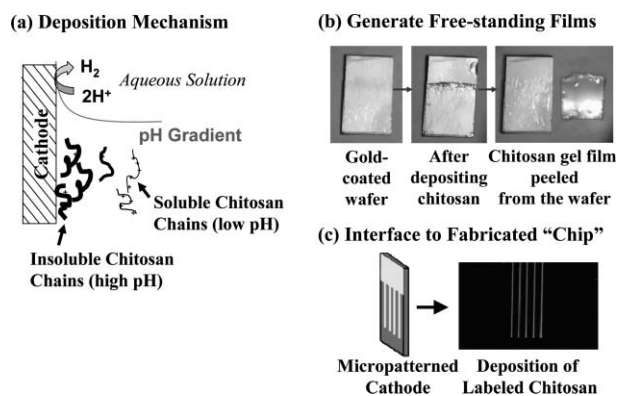 (a) Deposition Mechanism
H2
Aqueous Solution
2H+
Cathode
pH Gradient
Soluble Chitosan
Chains (low pH)
Insoluble Chitosan
Chains (high pH)
(b) Generate Free-standing Films
Gold-
coated
wafer
After
depositing
chitosan
Chitosan gel film
peeled
from the wafer
(c) Interface to Fabricated “Chip”
Micropatterned
Cathode
Deposition of
Labeled Chitosan